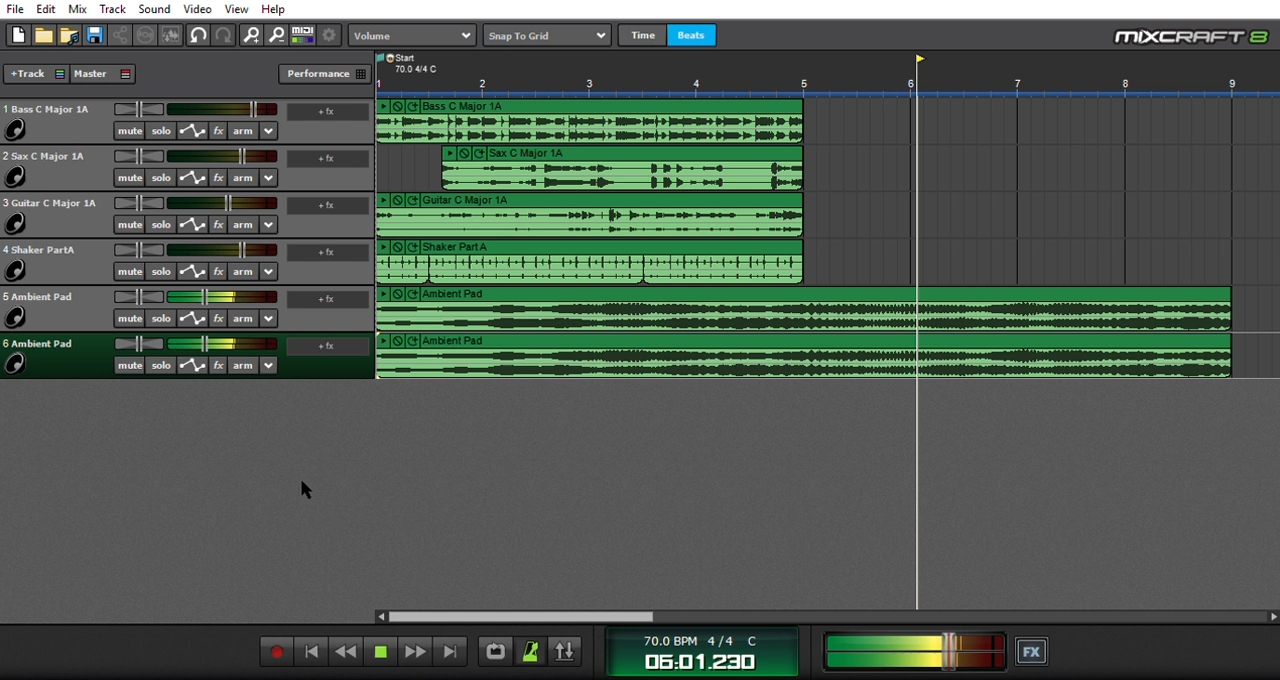 File Edit Mix Track Sound Video View Help
midi Volume Snap To Grid Time Beats MIXCRAFT 8
+Track Master Performance
Start
70.0 4/4 C
1 2 3 4 5 6 7 8 9
1 Bass C Major 1A + fx Bass C Major 1A
mute solo fx arm
2 Sax C Major 1A + fx Sax C Major 1A
mute solo fx arm
3 Guitar C Major 1A + fx Guitar C Major 1A
mute solo fx arm
4 Shaker PartA + fx Shaker Part A
mute solo fx arm
5 Ambient Pad + fx Ambient Pad
mute solo fx arm
6 Ambient Pad + fx Ambient Pad
mute solo fx arm
70.0 BPM 4/4 C
06:01.230
FX